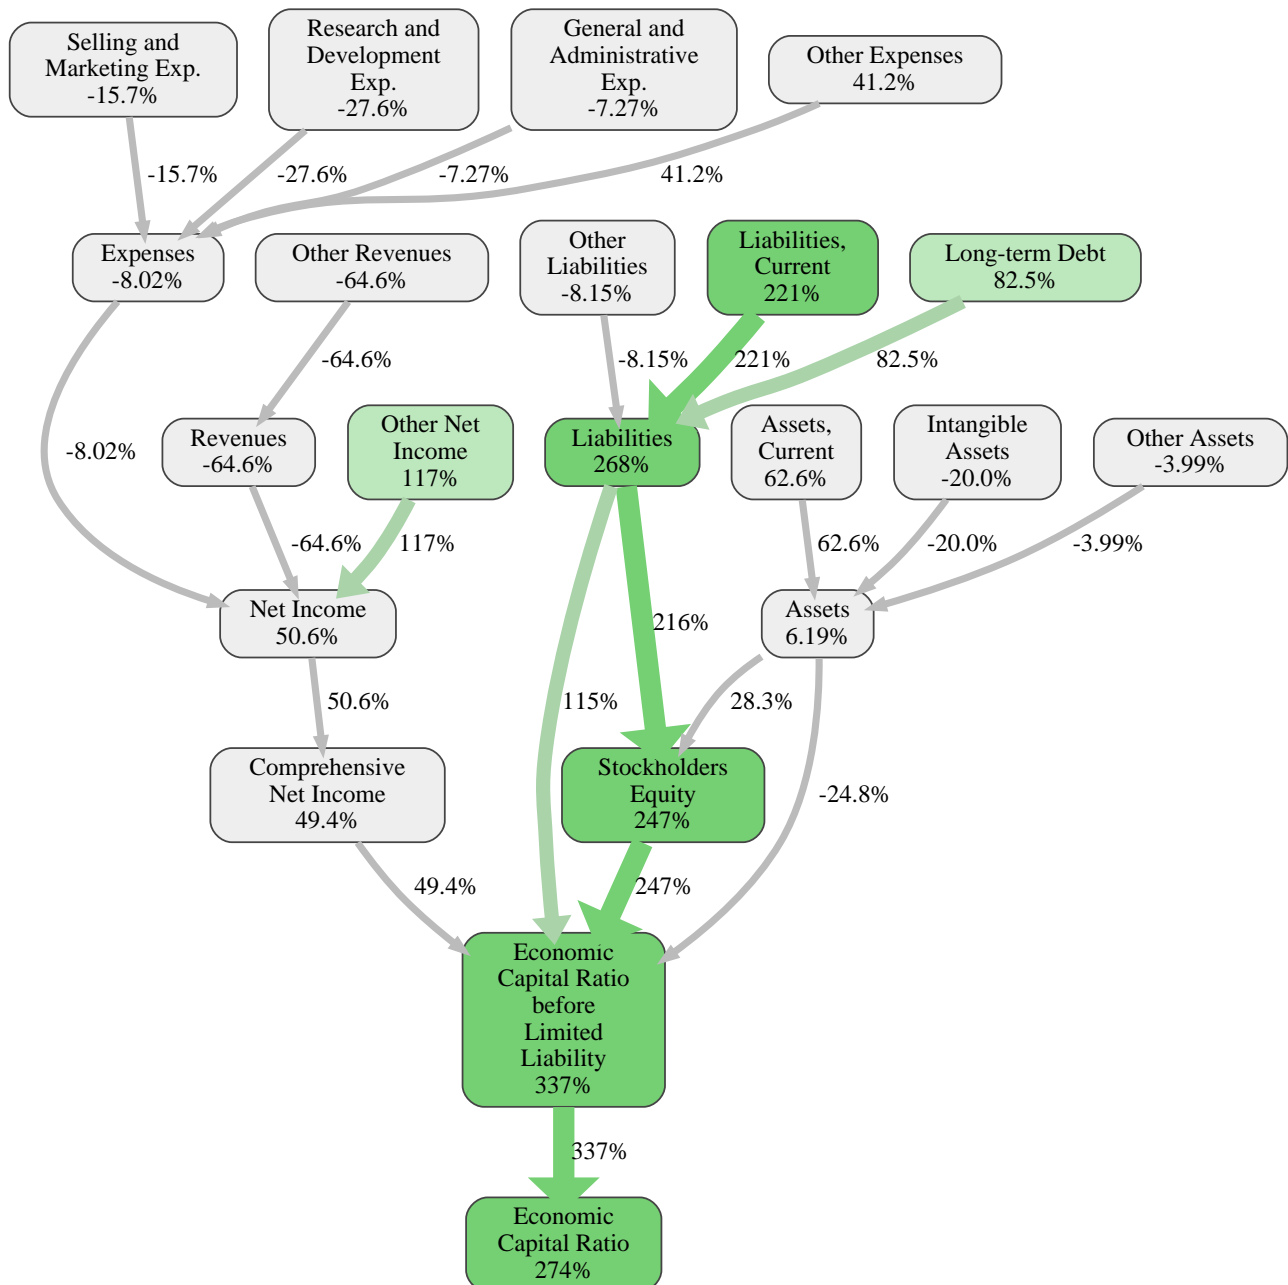 Selling and
Marketing Exp.
-15.7%
Research and
Development
Exp.
-27.6%
General and
Administrative
Exp.
-7.27%
Other Expenses
41.2%
-15.7%
-27.6%
-7.27%
41.2%
Expenses
-8.02%
Other Revenues
-64.6%
Other
Liabilities
-8.15%
Liabilities,
Current
221%
Long-term Debt
82.5%
-64.6%
-8.15%
221%
82.5%
-8.02%
Revenues
-64.6%
Other Net
Income
117%
Liabilities
268%
Assets,
Current
62.6%
Intangible
Assets
-20.0%
Other Assets
-3.99%
-64.6%
117%
62.6%
-20.0%
-3.99%
Net Income
50.6%
216%
Assets
6.19%
50.6%
115%
28.3%
Comprehensive
Net Income
49.4%
Stockholders
Equity
247%
-24.8%
49.4%
247%
Economic
Capital Ratio
before
Limited
Liability
337%
337%
Economic
Capital Ratio
274%